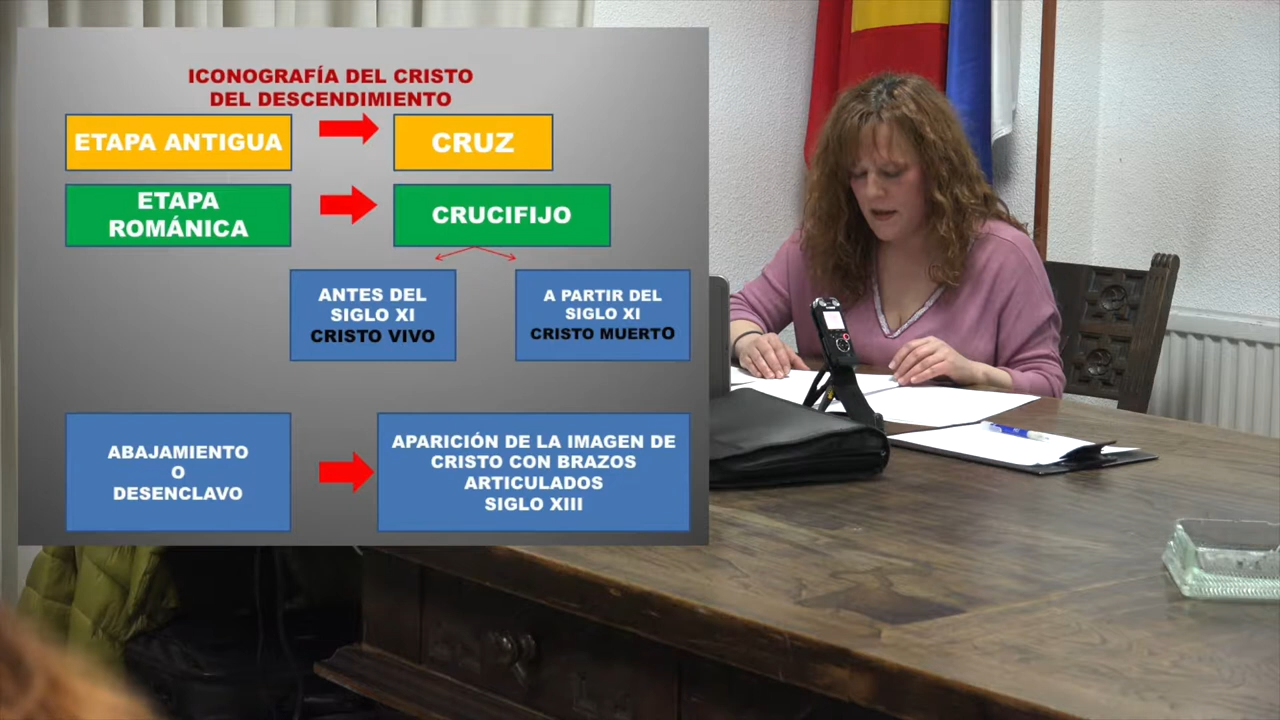 ICONOGRAFÍA DEL CRISTO
DEL DESCENDIMIENTO
ETAPA ANTIGUA
CRUZ
ETAPA
ROMÁNICA
CRUCIFIJO
ANTES DEL
SIGLO XI
CRISTO VIVO
A PARTIR DEL
SIGLO XI
CRISTO MUERTO
ABAJAMIENTO
O
DESENCLAVO
APARICIÓN DE LA IMAGEN DE
CRISTO CON BRAZOS
ARTICULADOS
SIGLO XIII